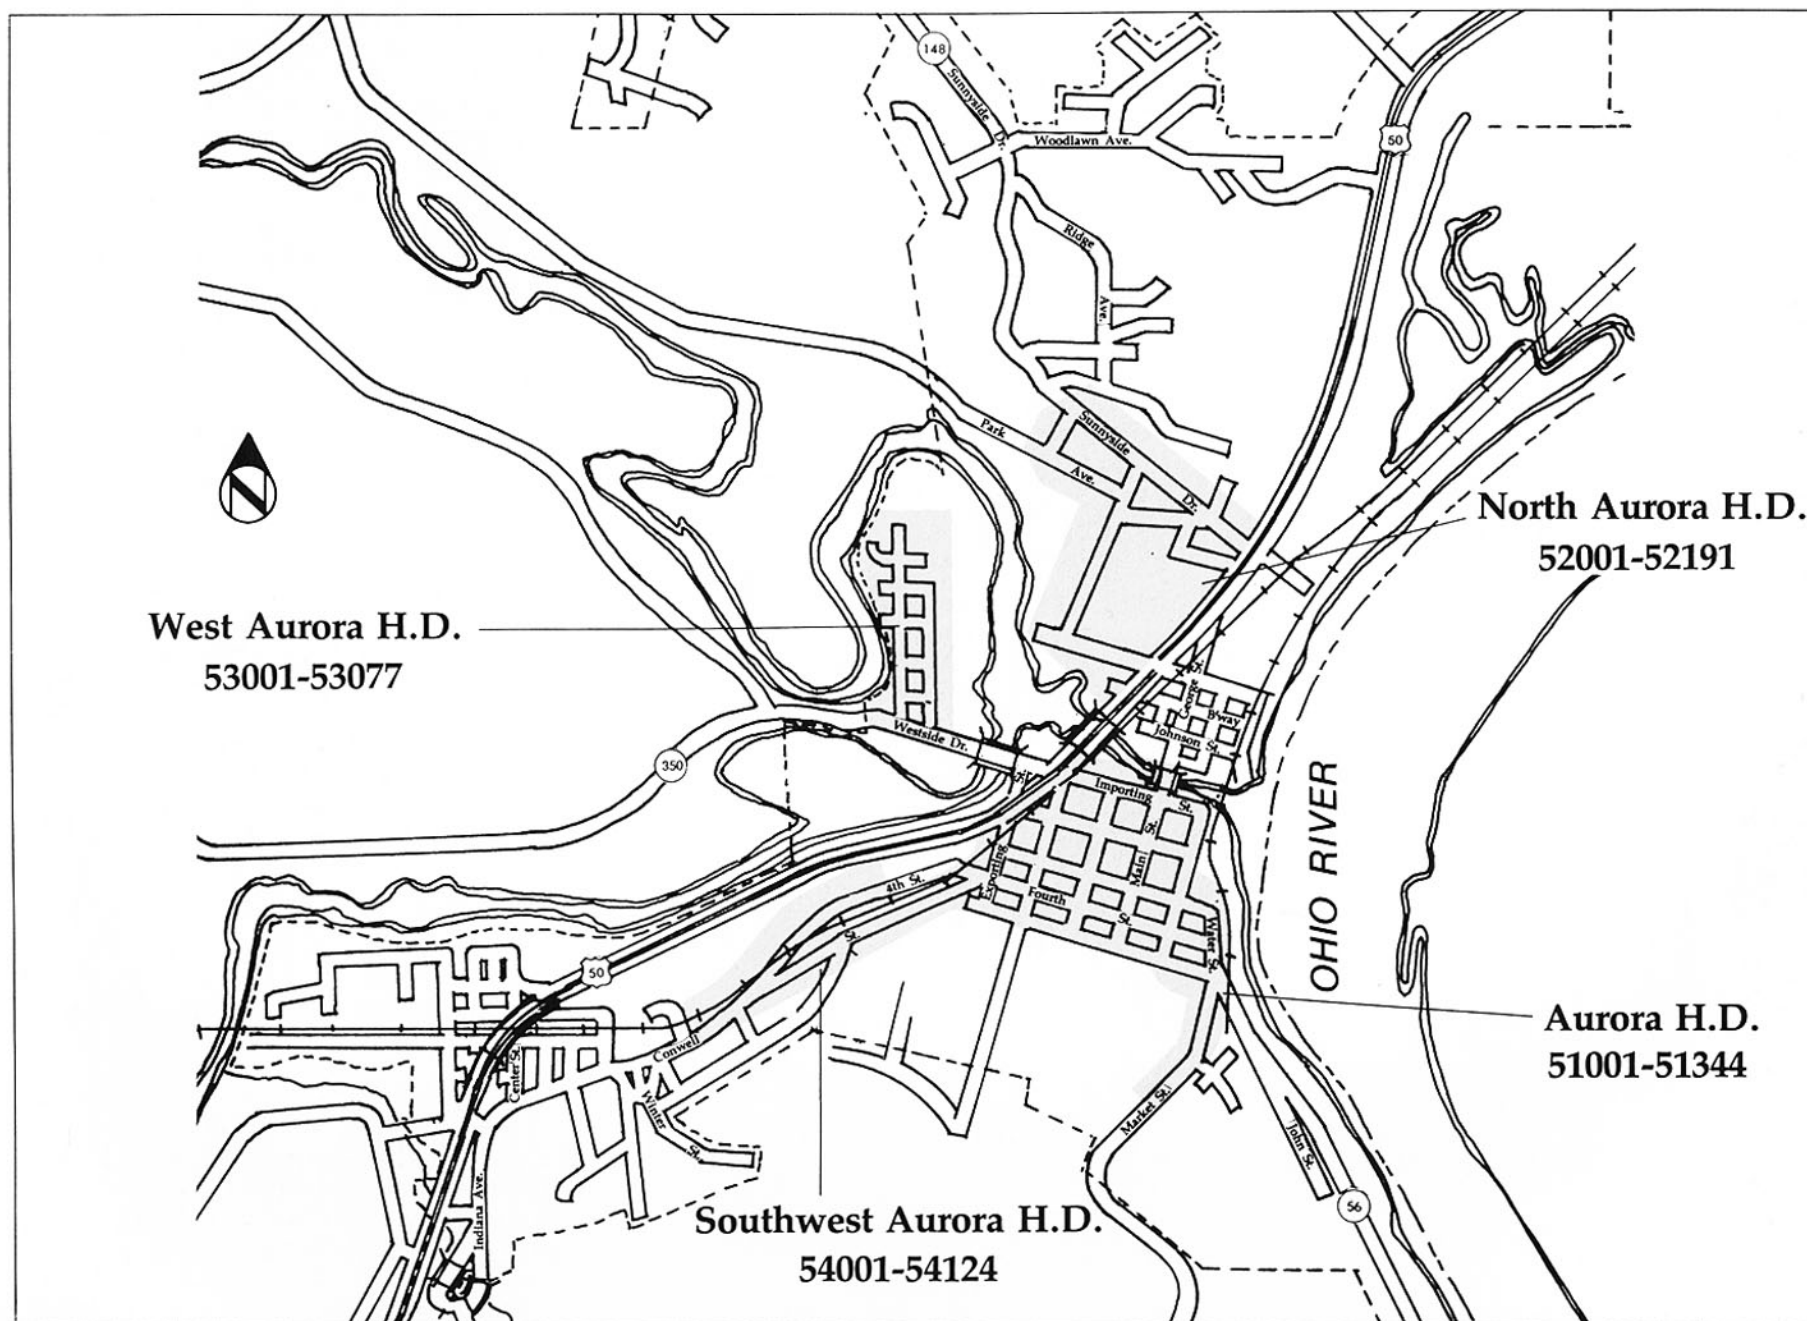 148
Sunnyside
Dr.
Woodlawn Ave.
50
Ridge
Ave.
Park
Ave.
Sunnyside
Dr.
N
North Aurora H.D.
52001-52191
West Aurora H.D.
53001-53077
George
St.
B'way
Johnson St.
Westside Dr.
350
St.
Importing
St.
Main
St.
Exporting
4th St.
Fourth
St.
Water
St.
OHIO RIVER
50
St.
Aurora H.D.
51001-51344
Conwell
Center St.
Winter
St.
Market St.
John St.
56
Indiana Ave.
Southwest Aurora H.D.
54001-54124